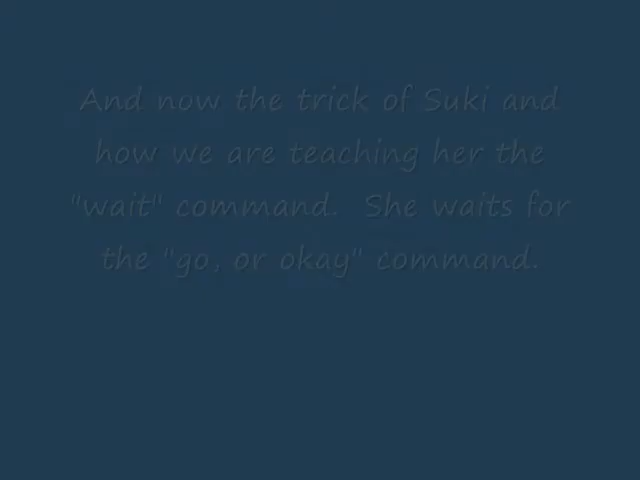 And now the trick of Suki and
how we are teaching her the
"wait" command.  She waits for
the "go, or okay" command.